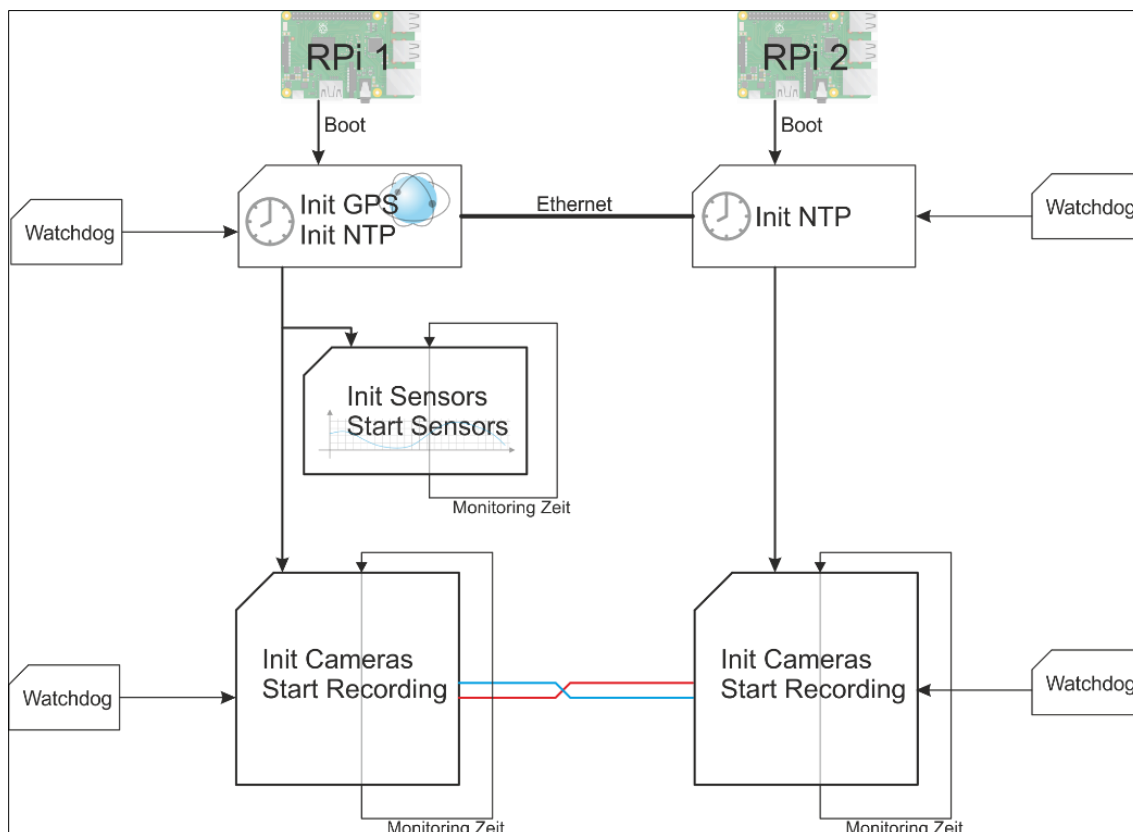 RPi 1
RPi 2
Boot
Boot
Init GPS
Init NTP
Ethernet
Init NTP
Watchdog
Watchdog
Init Sensors
Start Sensors
Monitoring Zeit
Init Cameras
Start Recording
Init Cameras
Start Recording
Watchdog
Watchdog
Monitoring Zeit
Monitoring Zeit